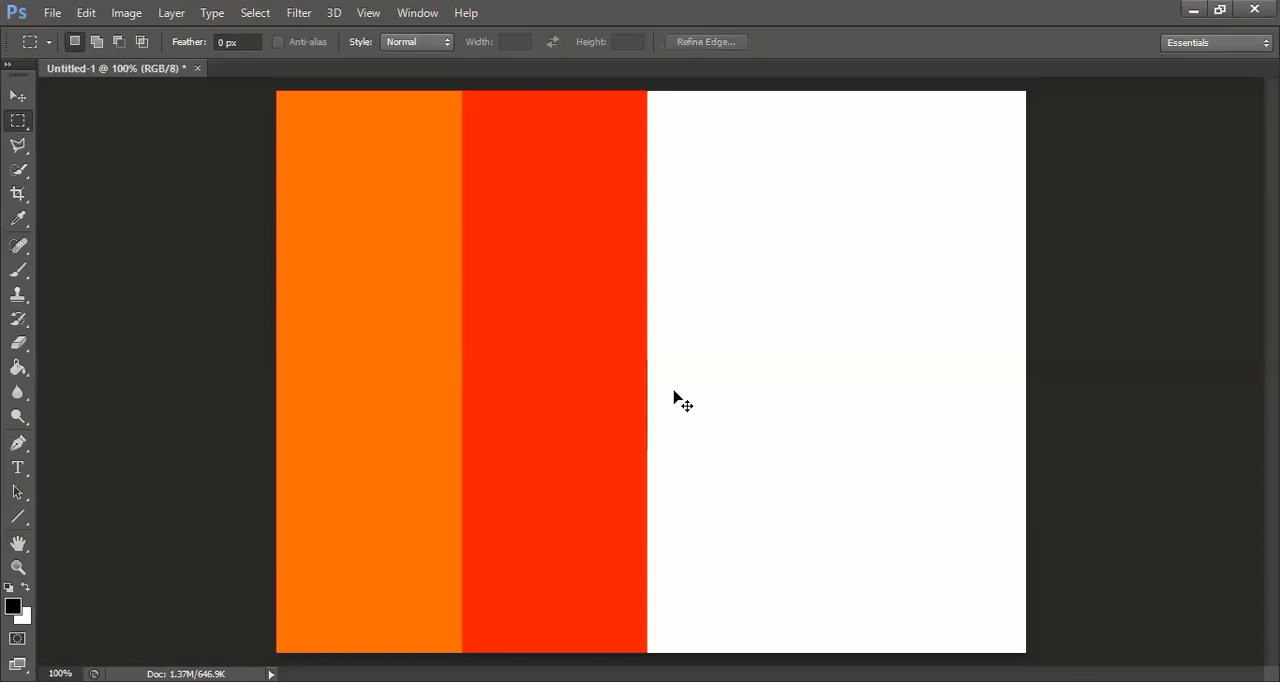 Ps File Edit Image Layer Type Select Filter 3D View Window Help
Feather: 0 px Anti-alias Style: Normal Width: Height: Refine Edge... Essentials
Untitled-1 @ 100% (RGB/8) * ×
T
100% Doc: 1.37M/646.9K